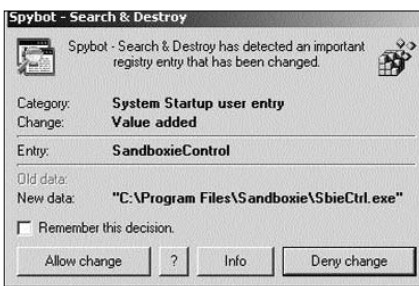 Spybot - Search & Destroy
Spybot - Search & Destroy has detected an important
registry entry that has been changed.
Category: System Startup user entry
Change: Value added
Entry: SandboxieControl
Old data:
New data: "C:\Program Files\Sandboxie\SbieCtrl.exe"
Remember this decision.
Allow change ? Info Deny change